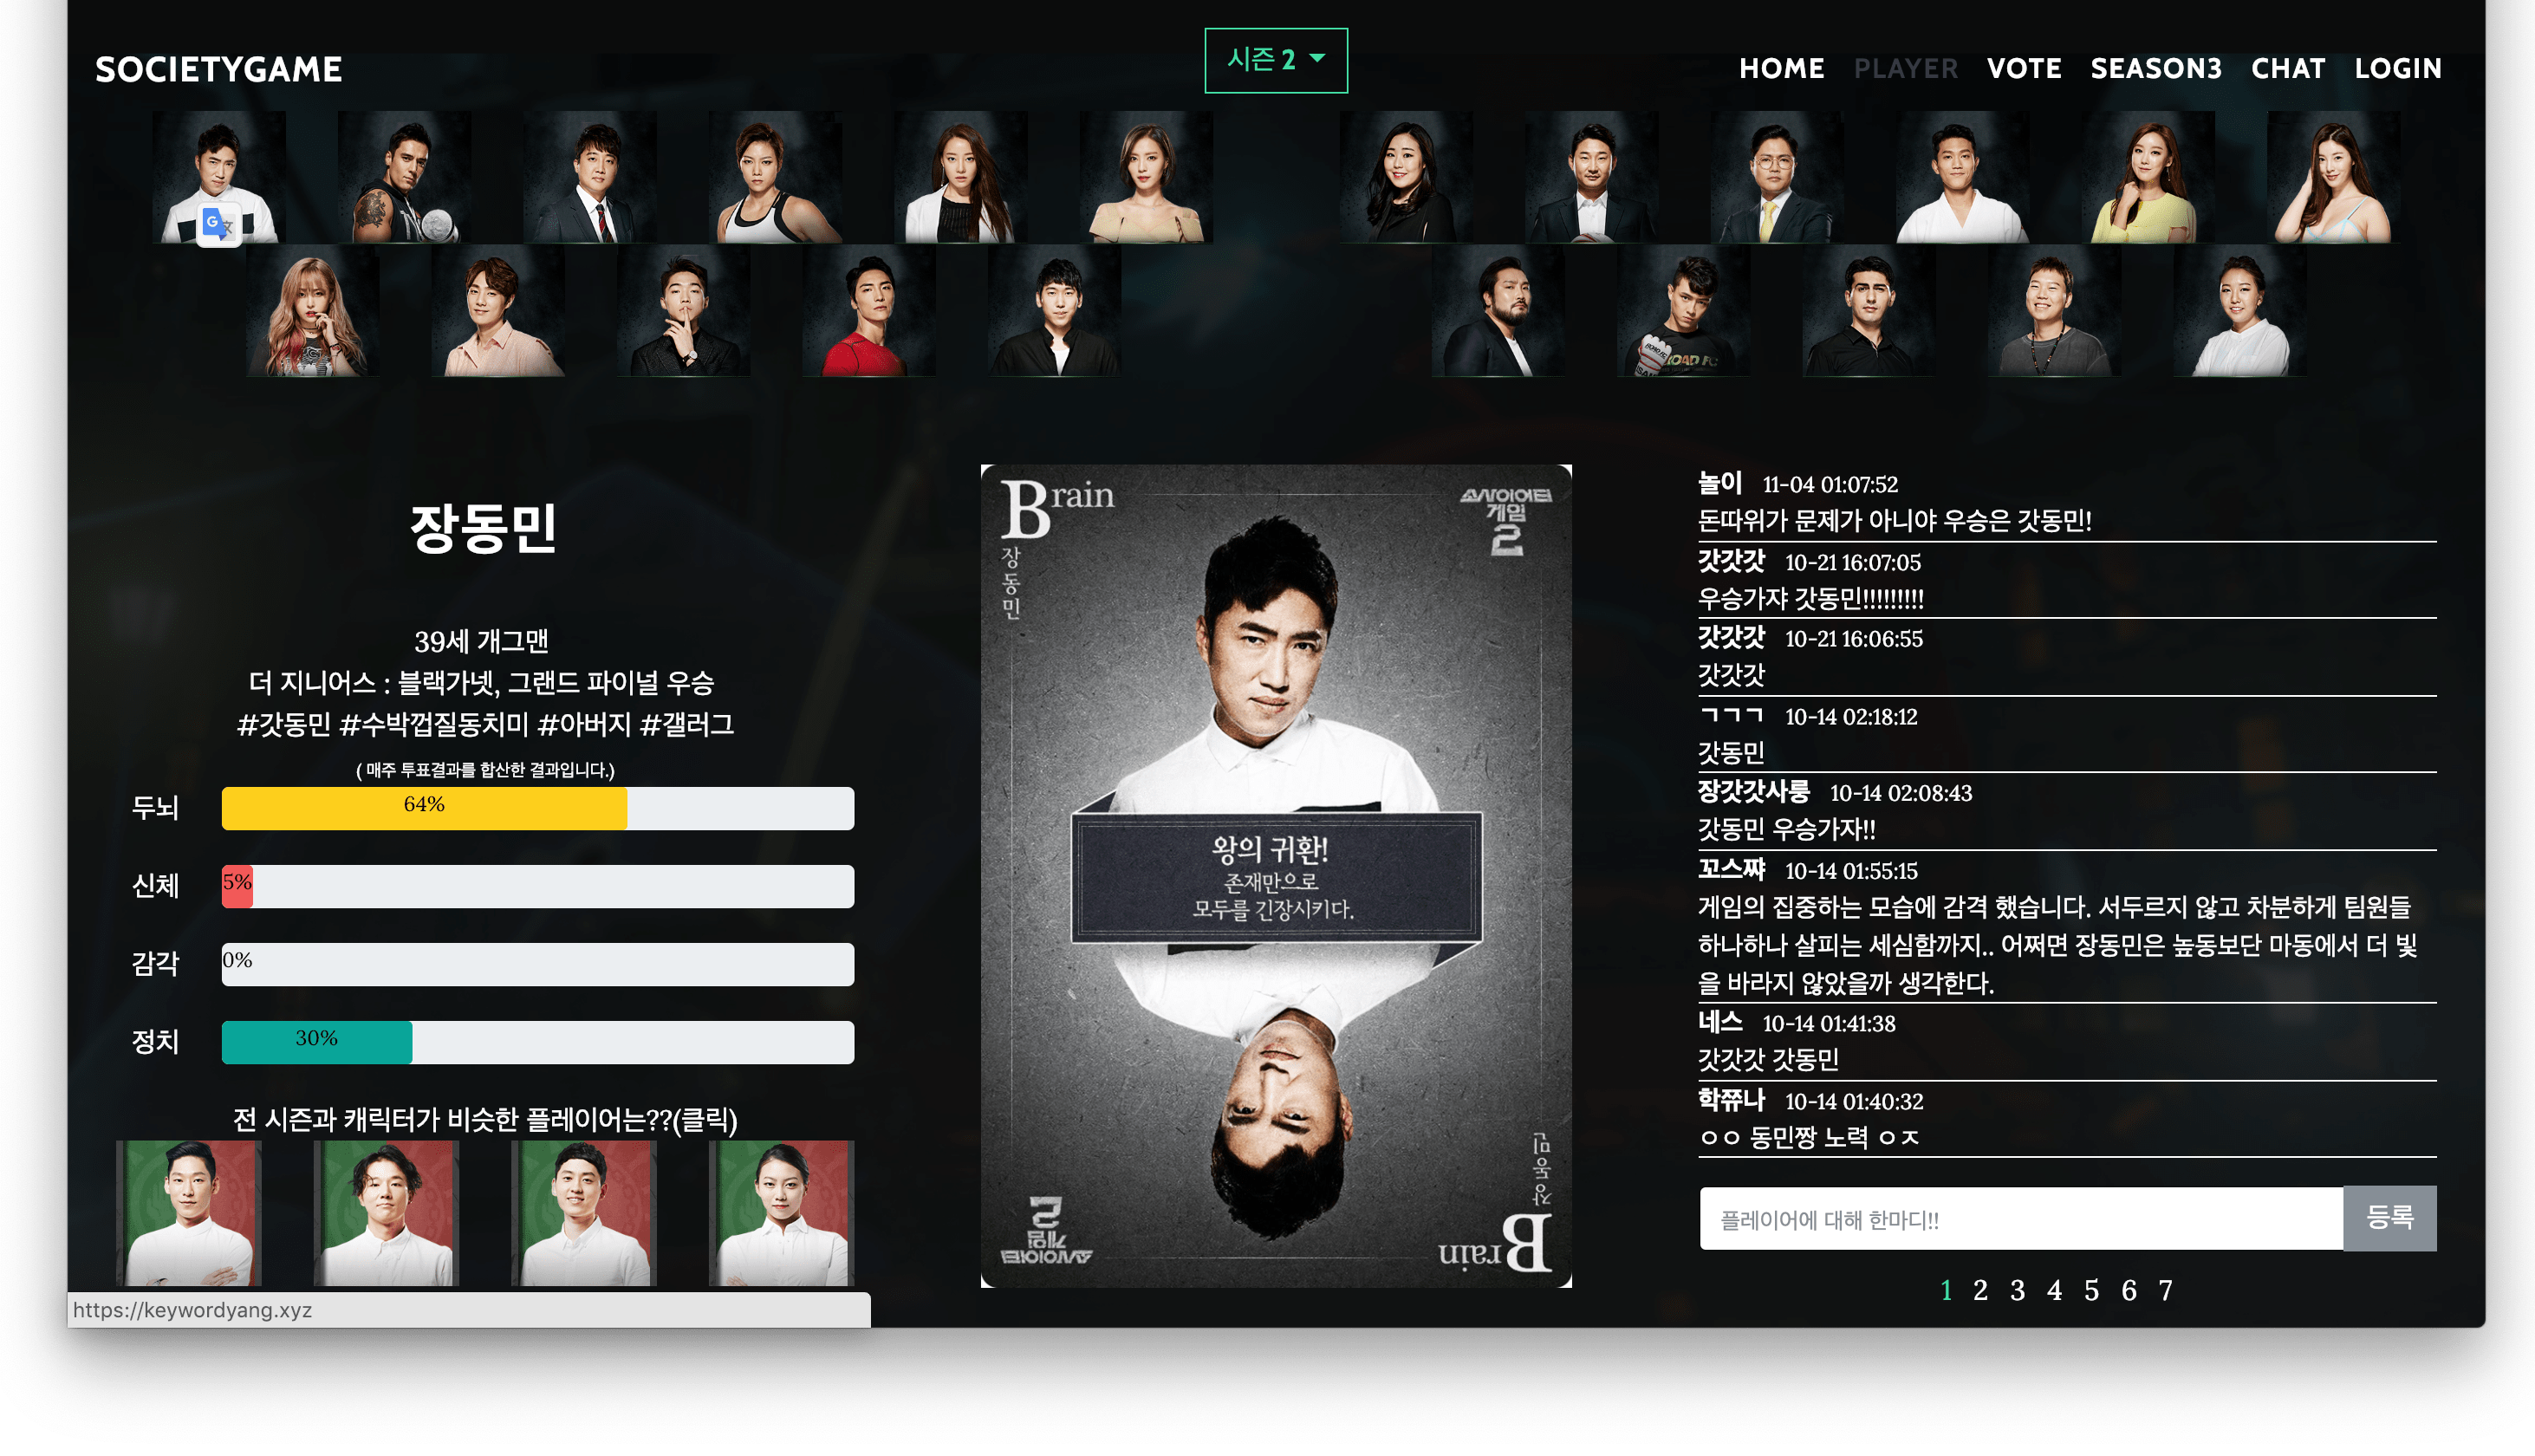 SOCIETYGAME
시즌 2
HOME PLAYER VOTE SEASON3 CHAT LOGIN
장동민
39세 개그맨
더 지니어스 : 블랙가넷, 그랜드 파이널 우승
#갓동민 #수박껍질동치미 #아버지 #갤러그
( 매주 투표결과를 합산한 결과입니다.)
두뇌 64%
신체 5%
감각 0%
정치 30%
전 시즌과 캐릭터가 비슷한 플레이어는??(클릭)
https://keywordyang.xyz
Brain
장동민
소사이어티
게임
2
왕의 귀환!
존재만으로
모두를 긴장시키다.
소사이어티
게임
2
장동민
Brain
놀이 11-04 01:07:52
돈따위가 문제가 아니야 우승은 갓동민!
갓갓갓 10-21 16:07:05
우승가쟈 갓동민!!!!!!!!!
갓갓갓 10-21 16:06:55
갓갓갓
ㄱㄱㄱ 10-14 02:18:12
갓동민
장갓갓사룽 10-14 02:08:43
갓동민 우승가자!!
꼬스쨔 10-14 01:55:15
게임의 집중하는 모습에 감격 했습니다. 서두르지 않고 차분하게 팀원들
하나하나 살피는 세심함까지.. 어쩌면 장동민은 높동보단 마동에서 더 빛
을 바라지 않았을까 생각한다.
네스 10-14 01:41:38
갓갓갓 갓동민
학쮸나 10-14 01:40:32
ㅇㅇ 동민짱 노력 ㅇㅈ
플레이어에 대해 한마디!!
등록
1 2 3 4 5 6 7